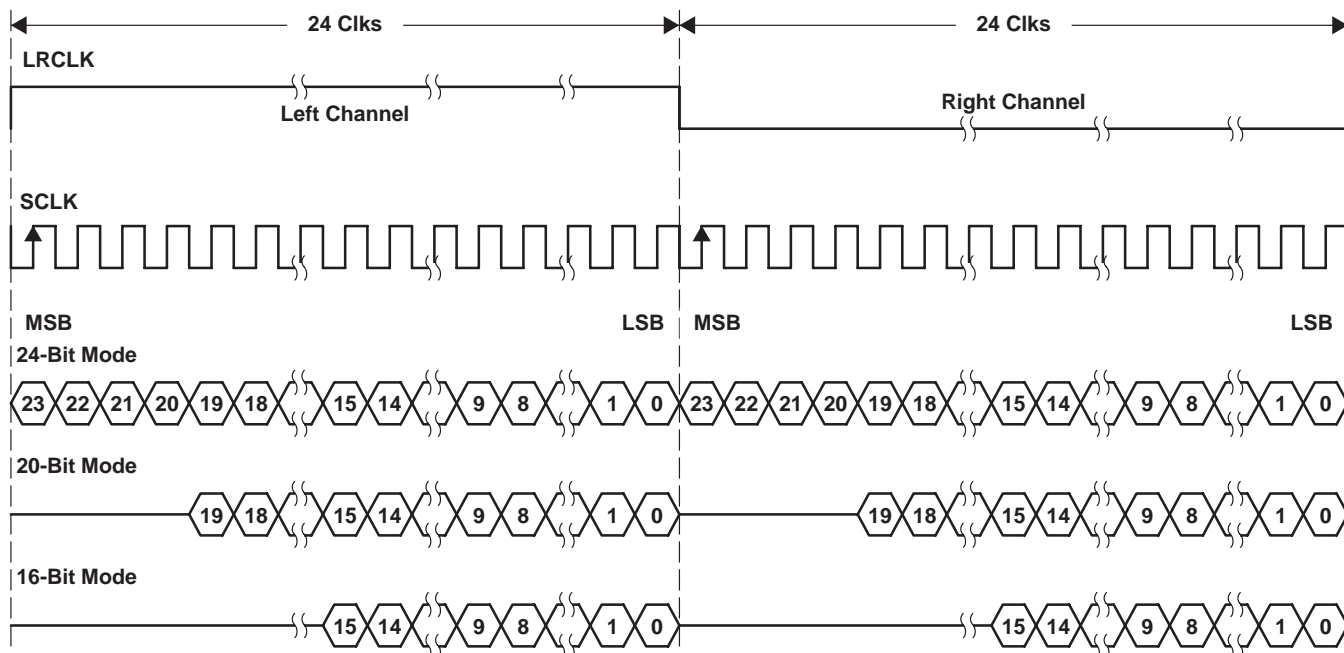 24 Clks 24 Clks
LRCLK
Left Channel Right Channel
SCLK
MSB LSB MSB LSB
24-Bit Mode
23 22 21 20 19 18 15 14 9 8 1 0 23 22 21 20 19 18 15 14 9 8 1 0
20-Bit Mode
19 18 15 14 9 8 1 0 19 18 15 14 9 8 1 0
16-Bit Mode
15 14 9 8 1 0 15 14 9 8 1 0